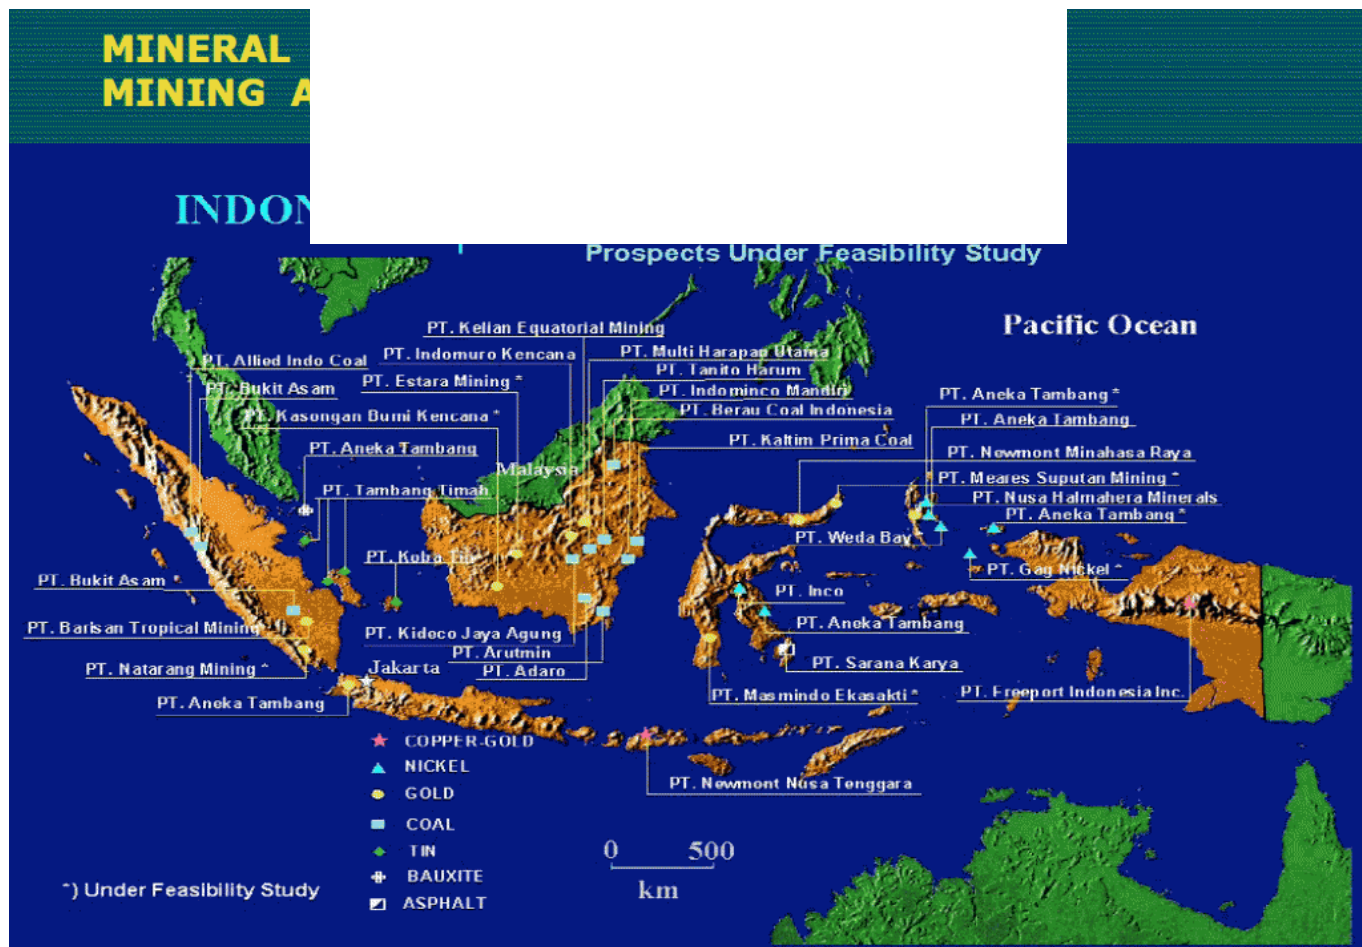 MINERAL
MINING A
INDON
Prospects Under Feasibility Study
Pacific Ocean
PT. Kelian Equatorial Mining
PT. Allied Indo Coal
PT. Indomuro Kencana
PT. Multi Harapan Utama
PT. Tanito Harum
PT. Bukit Asam
PT. Estara Mining *
PT. Indominco Mandiri
PT. Aneka Tambang *
PT. Kasongan Bumi Kencana *
PT. Berau Coal Indonesia
PT. Aneka Tambang
PT. Kaltim Prima Coal
PT. Aneka Tambang
PT. Newmont Minahasa Raya
Malaysia
PT. Meares Suputan Mining *
PT. Tambang Timah
PT. Nusa Halmahera Minerals
PT. Aneka Tambang *
PT. Weda Bay
PT. Koba Tin
PT. Gag Nickel *
PT. Bukit Asam
PT. Inco
PT. Barisan Tropical Mining
PT. Kideco Jaya Agung
PT. Aneka Tambang
PT. Arutmin
PT. Natarang Mining *
Jakarta
PT. Adaro
PT. Sarana Karya
PT. Aneka Tambang
PT. Masmindo Ekasakti *
PT. Freeport Indonesia Inc.
COPPER-GOLD
NICKEL
PT. Newmont Nusa Tenggara
GOLD
COAL
TIN
0 500
km
BAUXITE
*) Under Feasibility Study
ASPHALT